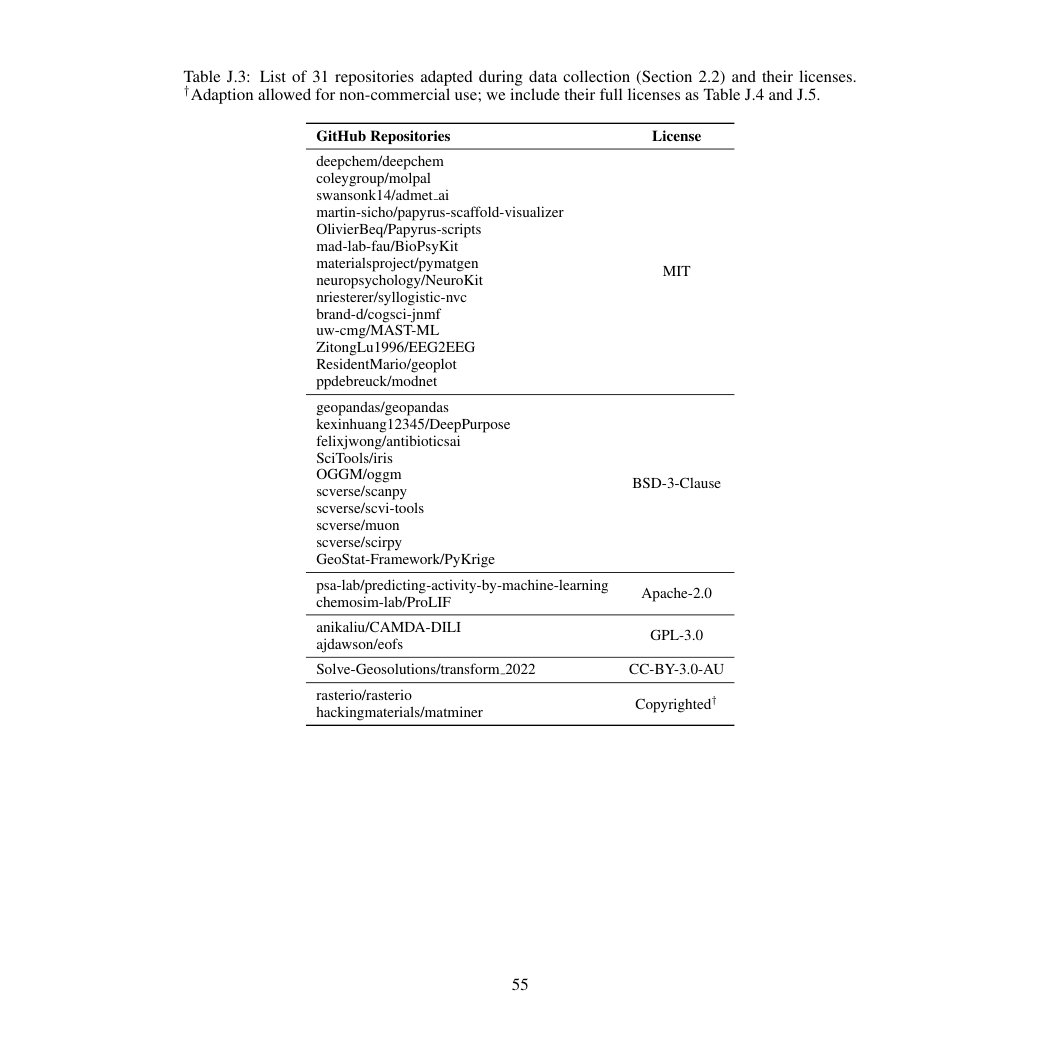 Table J.3: List of 31 repositories adapted during data collection (Section 2.2) and their licenses.
†Adaption allowed for non-commercial use; we include their full licenses as Table J.4 and J.5.
GitHub Repositories License
deepchem/deepchem
coleygroup/molpal
swansonk14/admet_ai
martin-sicho/papyrus-scaffold-visualizer
OlivierBeq/Papyrus-scripts
mad-lab-fau/BioPsyKit
materialsproject/pymatgen
MIT
neuropsychology/NeuroKit
nriesterer/syllogistic-nvc
brand-d/cogsci-jnmf
uw-cmg/MAST-ML
ZitongLu1996/EEG2EEG
ResidentMario/geoplot
ppdebreuck/modnet
geopandas/geopandas
kexinhuang12345/DeepPurpose
felixjwong/antibioticsai
SciTools/iris
OGGM/oggm
BSD-3-Clause
scverse/scanpy
scverse/scvi-tools
scverse/muon
scverse/scirpy
GeoStat-Framework/PyKrige
psa-lab/predicting-activity-by-machine-learning
Apache-2.0
chemosim-lab/ProLIF
anikaliu/CAMDA-DILI
GPL-3.0
ajdawson/eofs
Solve-Geosolutions/transform_2022 CC-BY-3.0-AU
rasterio/rasterio
Copyrighted†
hackingmaterials/matminer
55